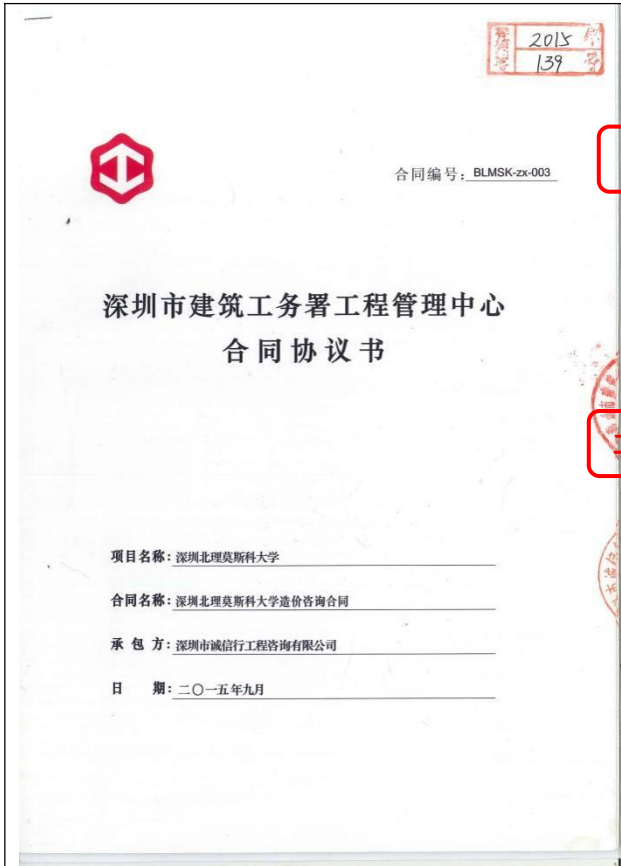 2015
139
合同编号:BLMSK-zx-003
深圳市建筑工务署工程管理中心
合同协议书
项目名称:深圳北理莫斯科大学
合同名称:深圳北理莫斯科大学造价咨询合同
承包方:深圳市诚信行工程咨询有限公司
日期:二〇一五年九月